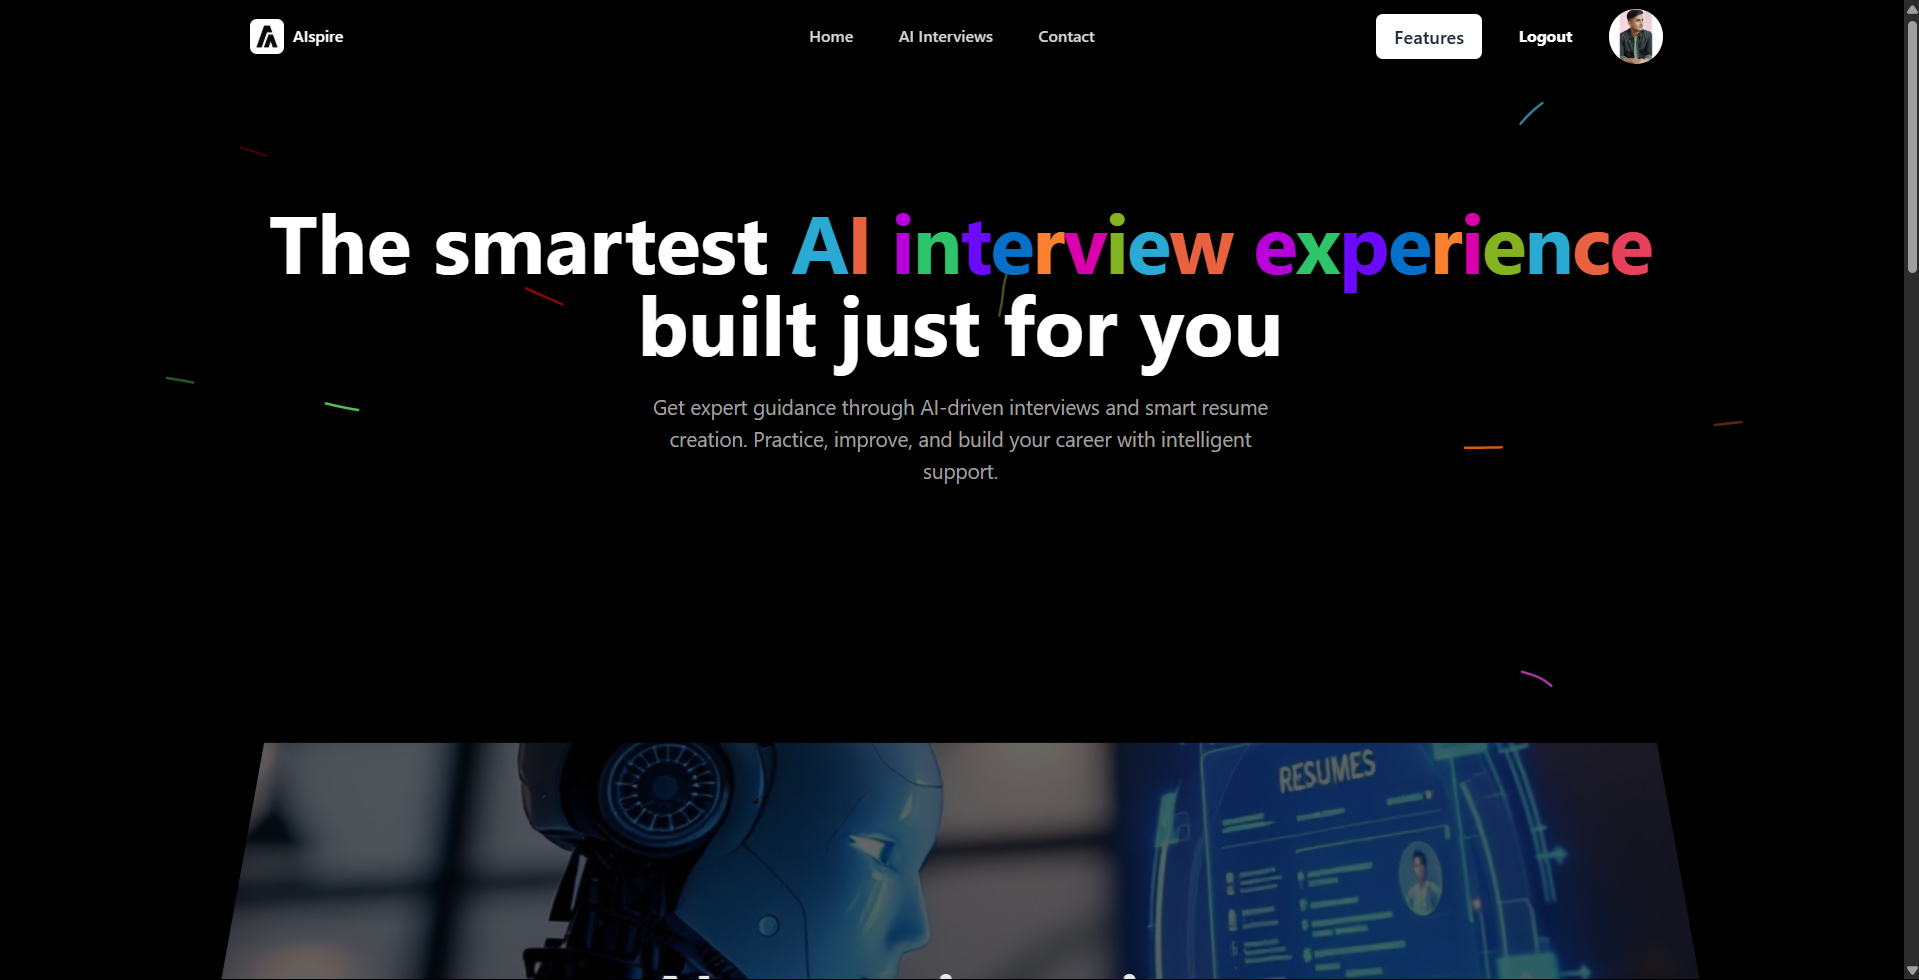 AIspire
Home
AI Interviews
Contact
Features
Logout
The smartest AI interview experience
built just for you
Get expert guidance through AI-driven interviews and smart resume
creation. Practice, improve, and build your career with intelligent
support.
RESUMES